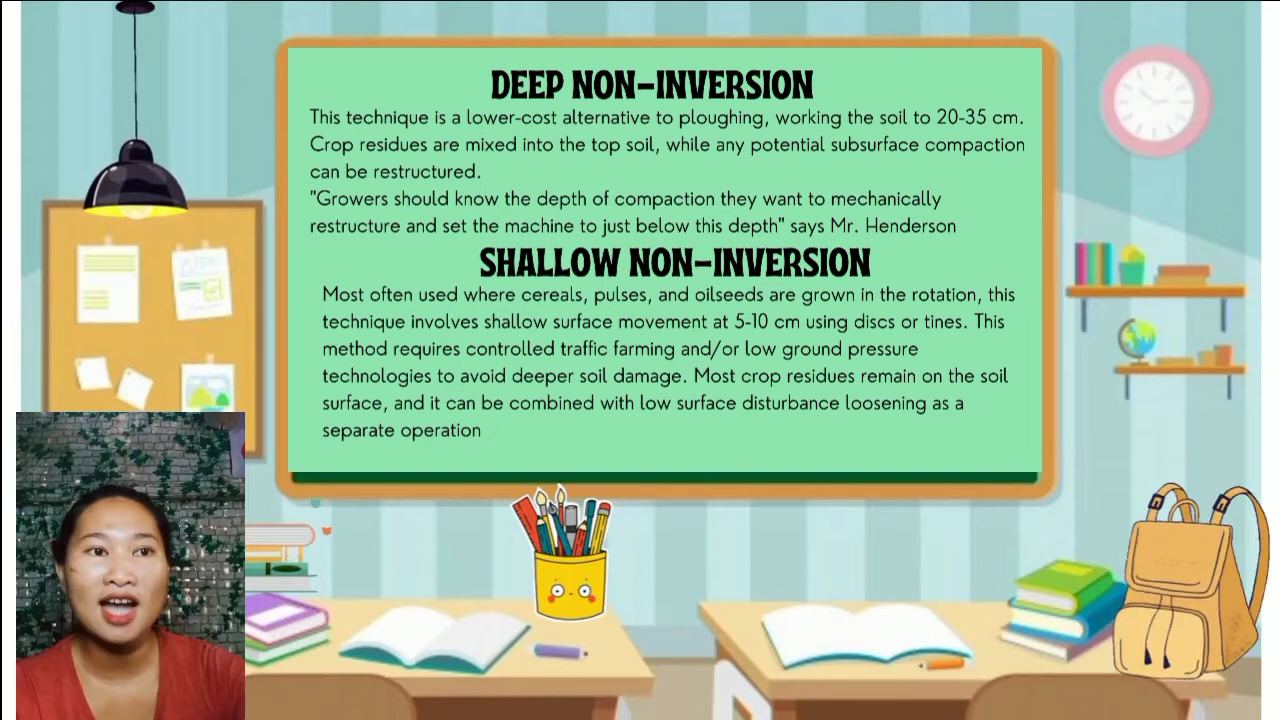 DEEP NON-INVERSION
This technique is a lower-cost alternative to ploughing, working the soil to 20-35 cm.
Crop residues are mixed into the top soil, while any potential subsurface compaction
can be restructured.
"Growers should know the depth of compaction they want to mechanically
restructure and set the machine to just below this depth" says Mr. Henderson
SHALLOW NON-INVERSION
Most often used where cereals, pulses, and oilseeds are grown in the rotation, this
technique involves shallow surface movement at 5-10 cm using discs or tines. This
method requires controlled traffic farming and/or low ground pressure
technologies to avoid deeper soil damage. Most crop residues remain on the soil
surface, and it can be combined with low surface disturbance loosening as a
separate operation